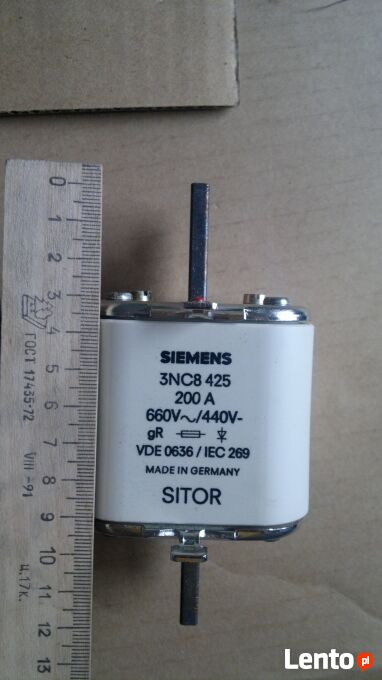 SIEMENS
3NC8 425
200 A
660V~/440V-
gR
VDE 0636 / IEC 269
MADE IN GERMANY
SITOR
0
1
2
3
4
5
6
7
8
9
10
11
12
13
ГОСТ 17435-72
VIII-91
ц.17к.
Lento.pl